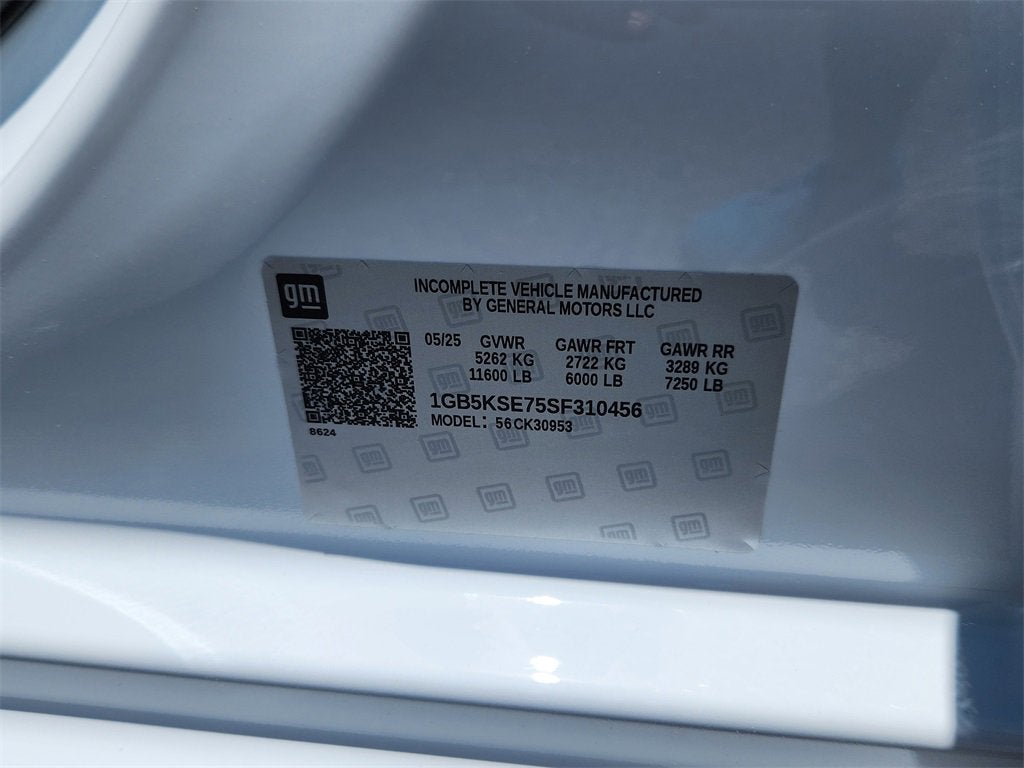 gm
INCOMPLETE VEHICLE MANUFACTURED
BY GENERAL MOTORS LLC
05/25 GVWR GAWR FRT GAWR RR
5262 KG 2722 KG 3289 KG
11600 LB 6000 LB 7250 LB
1GB5KSE75SF310456
MODEL: 56CK30953
8624